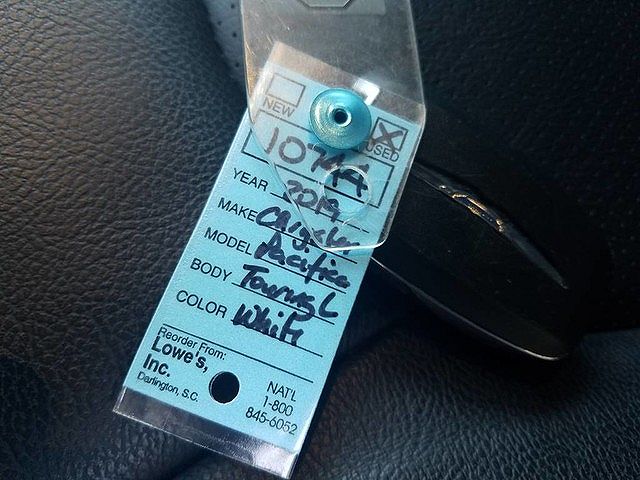 NEW
USED
1074A
YEAR 2019
MAKE Chrysler
MODEL Pacifica
BODY Touring L
COLOR White
Reorder From:
Lowe's,
Inc.
Darlington, S.C.
NAT'L
1-800
845-6052